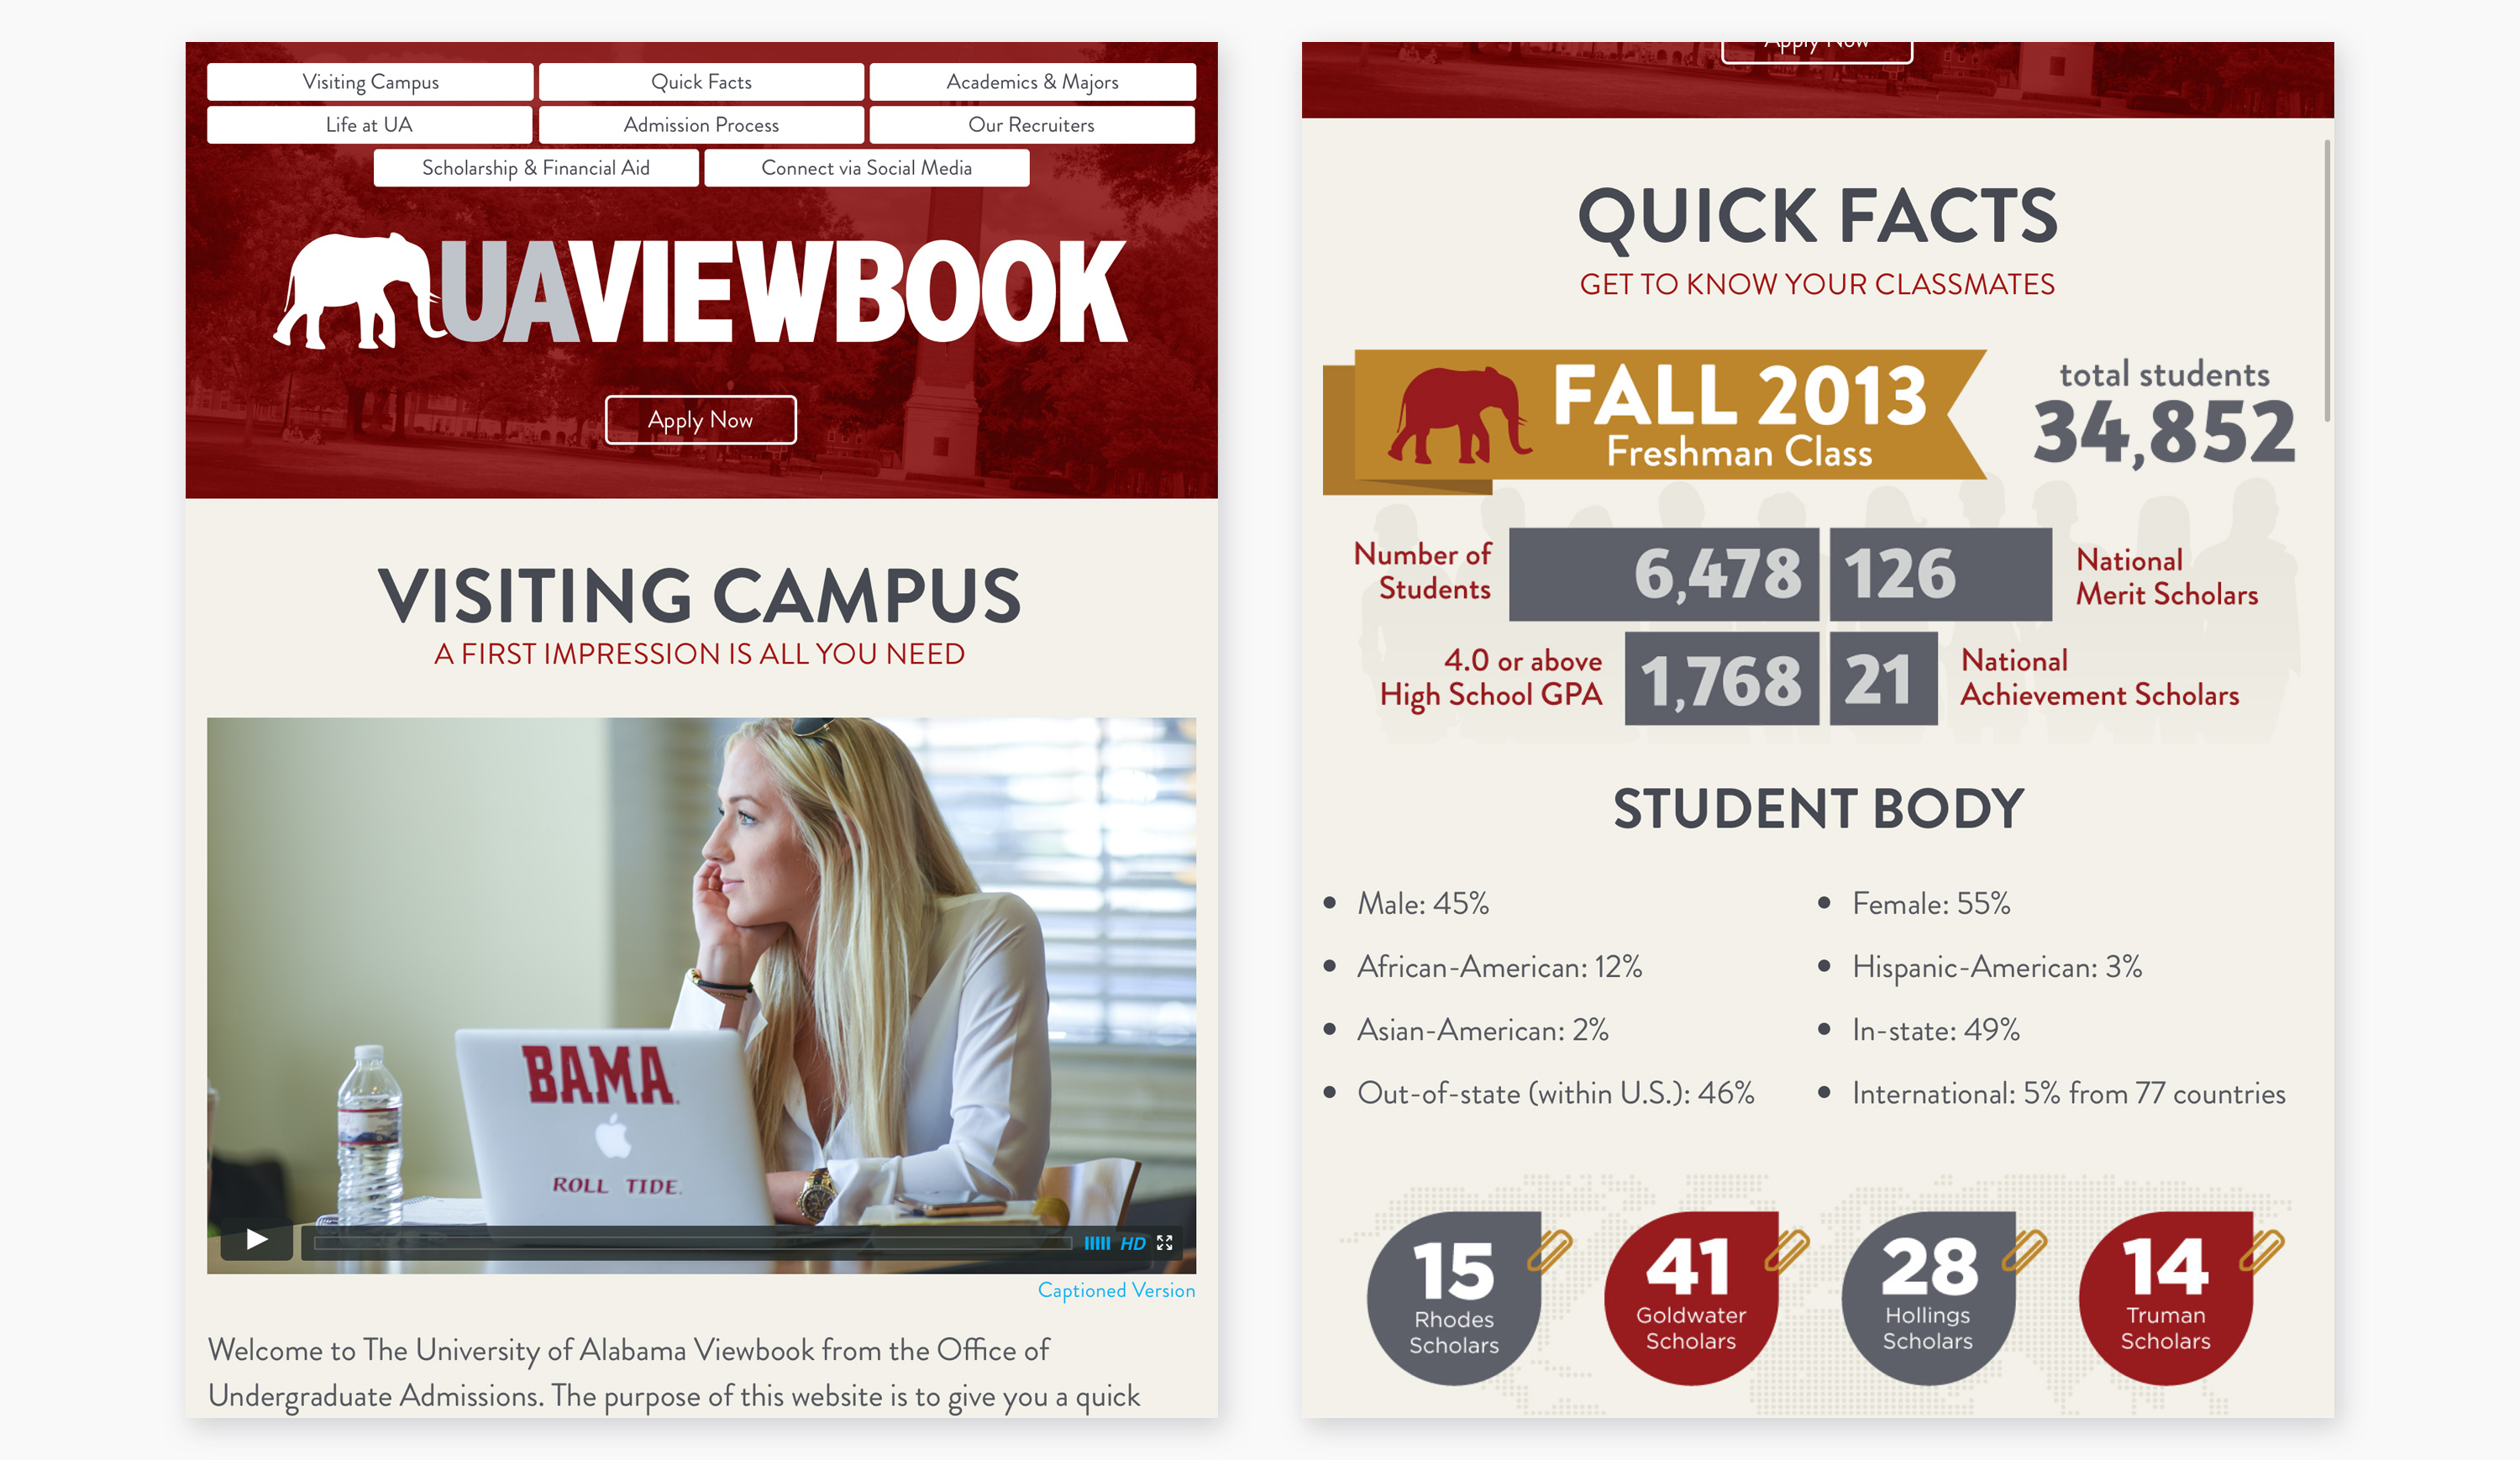 Visiting Campus
Quick Facts
Academics & Majors
Life at UA
Admission Process
Our Recruiters
Scholarship & Financial Aid
Connect via Social Media
UAVIEWBOOK
Apply Now
VISITING CAMPUS
A FIRST IMPRESSION IS ALL YOU NEED
BAMA
ROLL TIDE.
HD
Captioned Version
Welcome to The University of Alabama Viewbook from the Office of
Undergraduate Admissions. The purpose of this website is to give you a quick
Apply Now
QUICK FACTS
GET TO KNOW YOUR CLASSMATES
FALL 2013
Freshman Class
total students
34,852
Number of
Students
6,478
126
National
Merit Scholars
4.0 or above
High School GPA
1,768
21
National
Achievement Scholars
STUDENT BODY
Male: 45%
Female: 55%
African-American: 12%
Hispanic-American: 3%
Asian-American: 2%
In-state: 49%
Out-of-state (within U.S.): 46%
International: 5% from 77 countries
15
Rhodes
Scholars
41
Goldwater
Scholars
28
Hollings
Scholars
14
Truman
Scholars